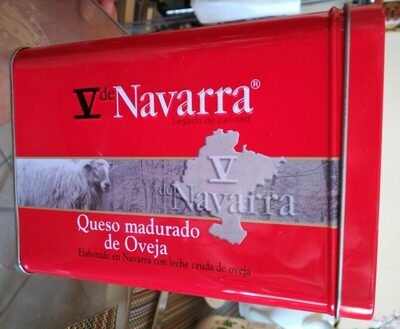 V de Navarra®
Legado de calidad
V
de Navarra
Queso madurado
de Oveja
Elaborado en Navarra con leche cruda de oveja